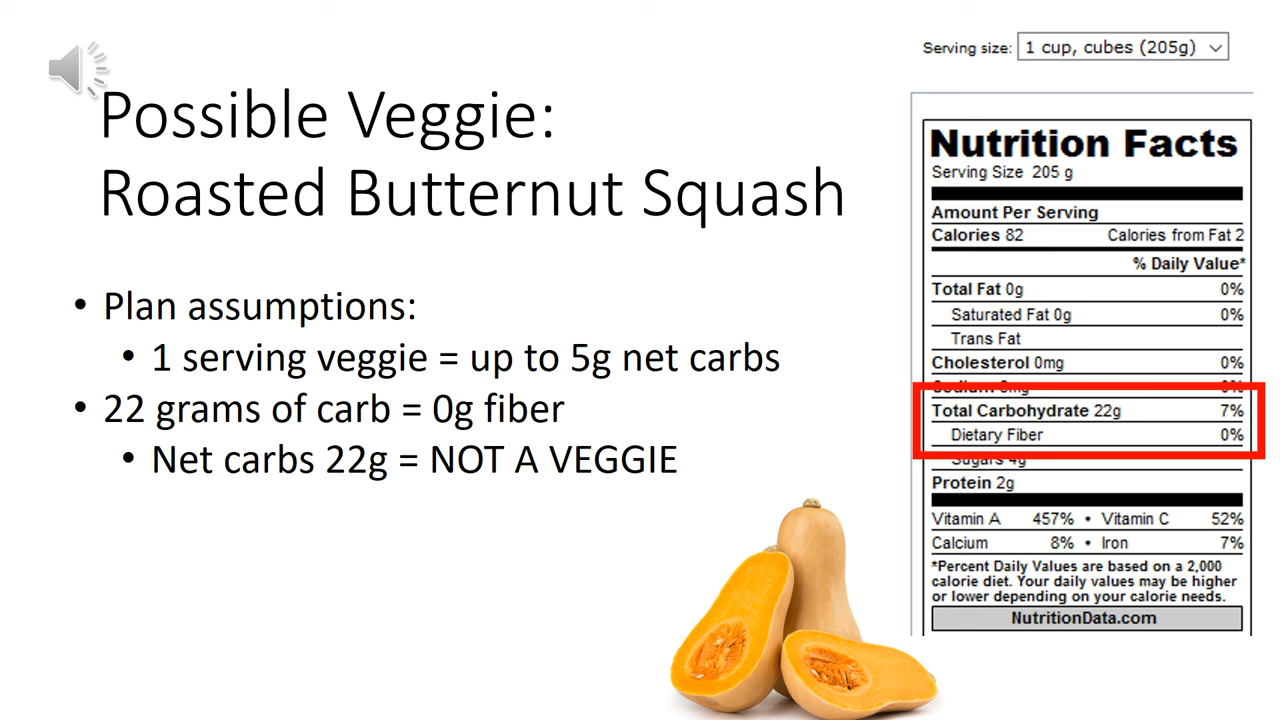 Possible Veggie:
Roasted Butternut Squash
• Plan assumptions:
• 1 serving veggie = up to 5g net carbs
• 22 grams of carb = 0g fiber
• Net carbs 22g = NOT A VEGGIE
Serving size: 1 cup, cubes (205g)
Nutrition Facts
Serving Size 205 g
Amount Per Serving
Calories 82 Calories from Fat 2
% Daily Value*
Total Fat 0g 0%
Saturated Fat 0g 0%
Trans Fat
Cholesterol 0mg 0%
Sodium 8mg 0%
Total Carbohydrate 22g 7%
Dietary Fiber 0%
Sugars 4g
Protein 2g
Vitamin A 457% • Vitamin C 52%
Calcium 8% • Iron 7%
*Percent Daily Values are based on a 2,000
calorie diet. Your daily values may be higher
or lower depending on your calorie needs.
NutritionData.com